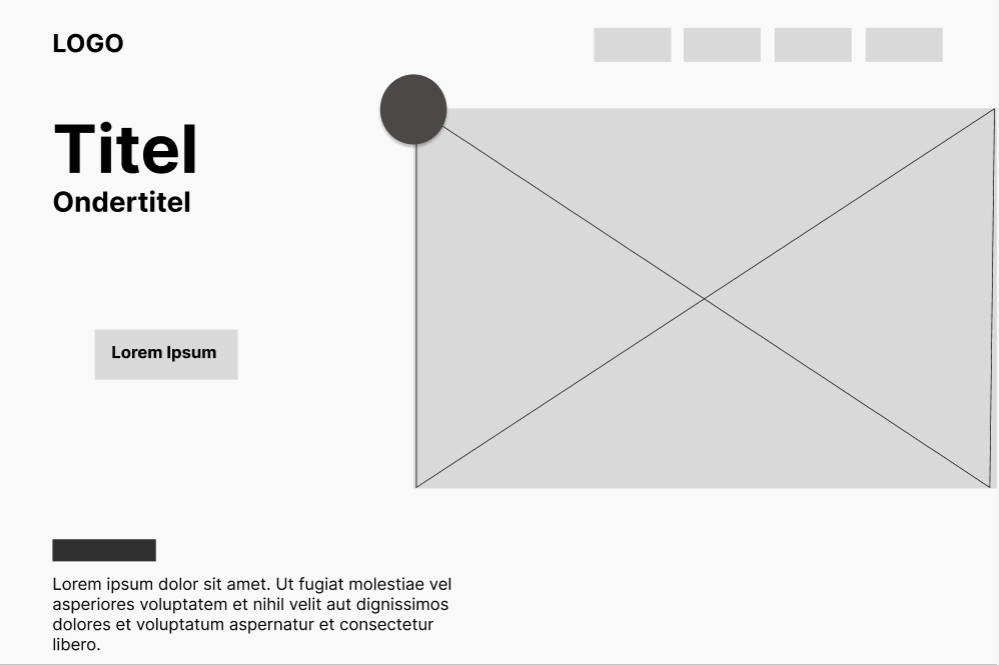 LOGO
Titel
Ondertitel
Lorem Ipsum
Lorem ipsum dolor sit amet. Ut fugiat molestiae vel
asperiores voluptatem et nihil velit aut dignissimos
dolores et voluptatum aspernatur et consectetur
libero.